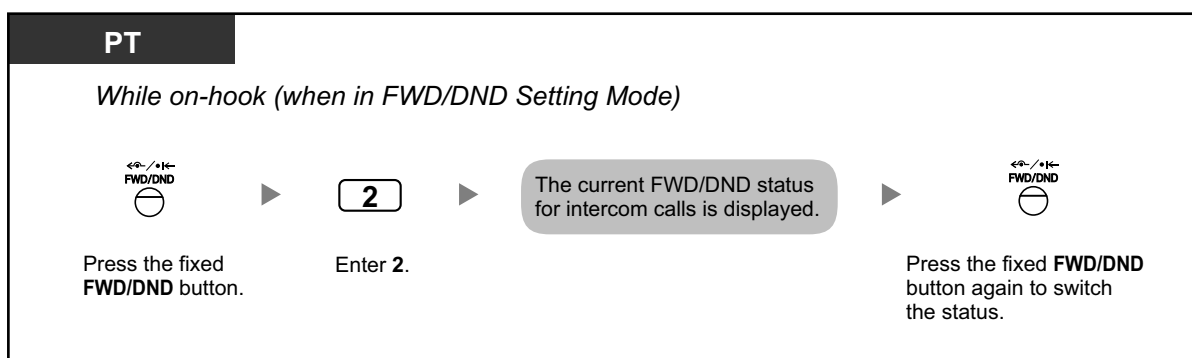 PT
While on-hook (when in FWD/DND Setting Mode)
FWD/DND
2
The current FWD/DND status
for intercom calls is displayed.
FWD/DND
Press the fixed
FWD/DND button.
Enter 2.
Press the fixed FWD/DND
button again to switch
the status.